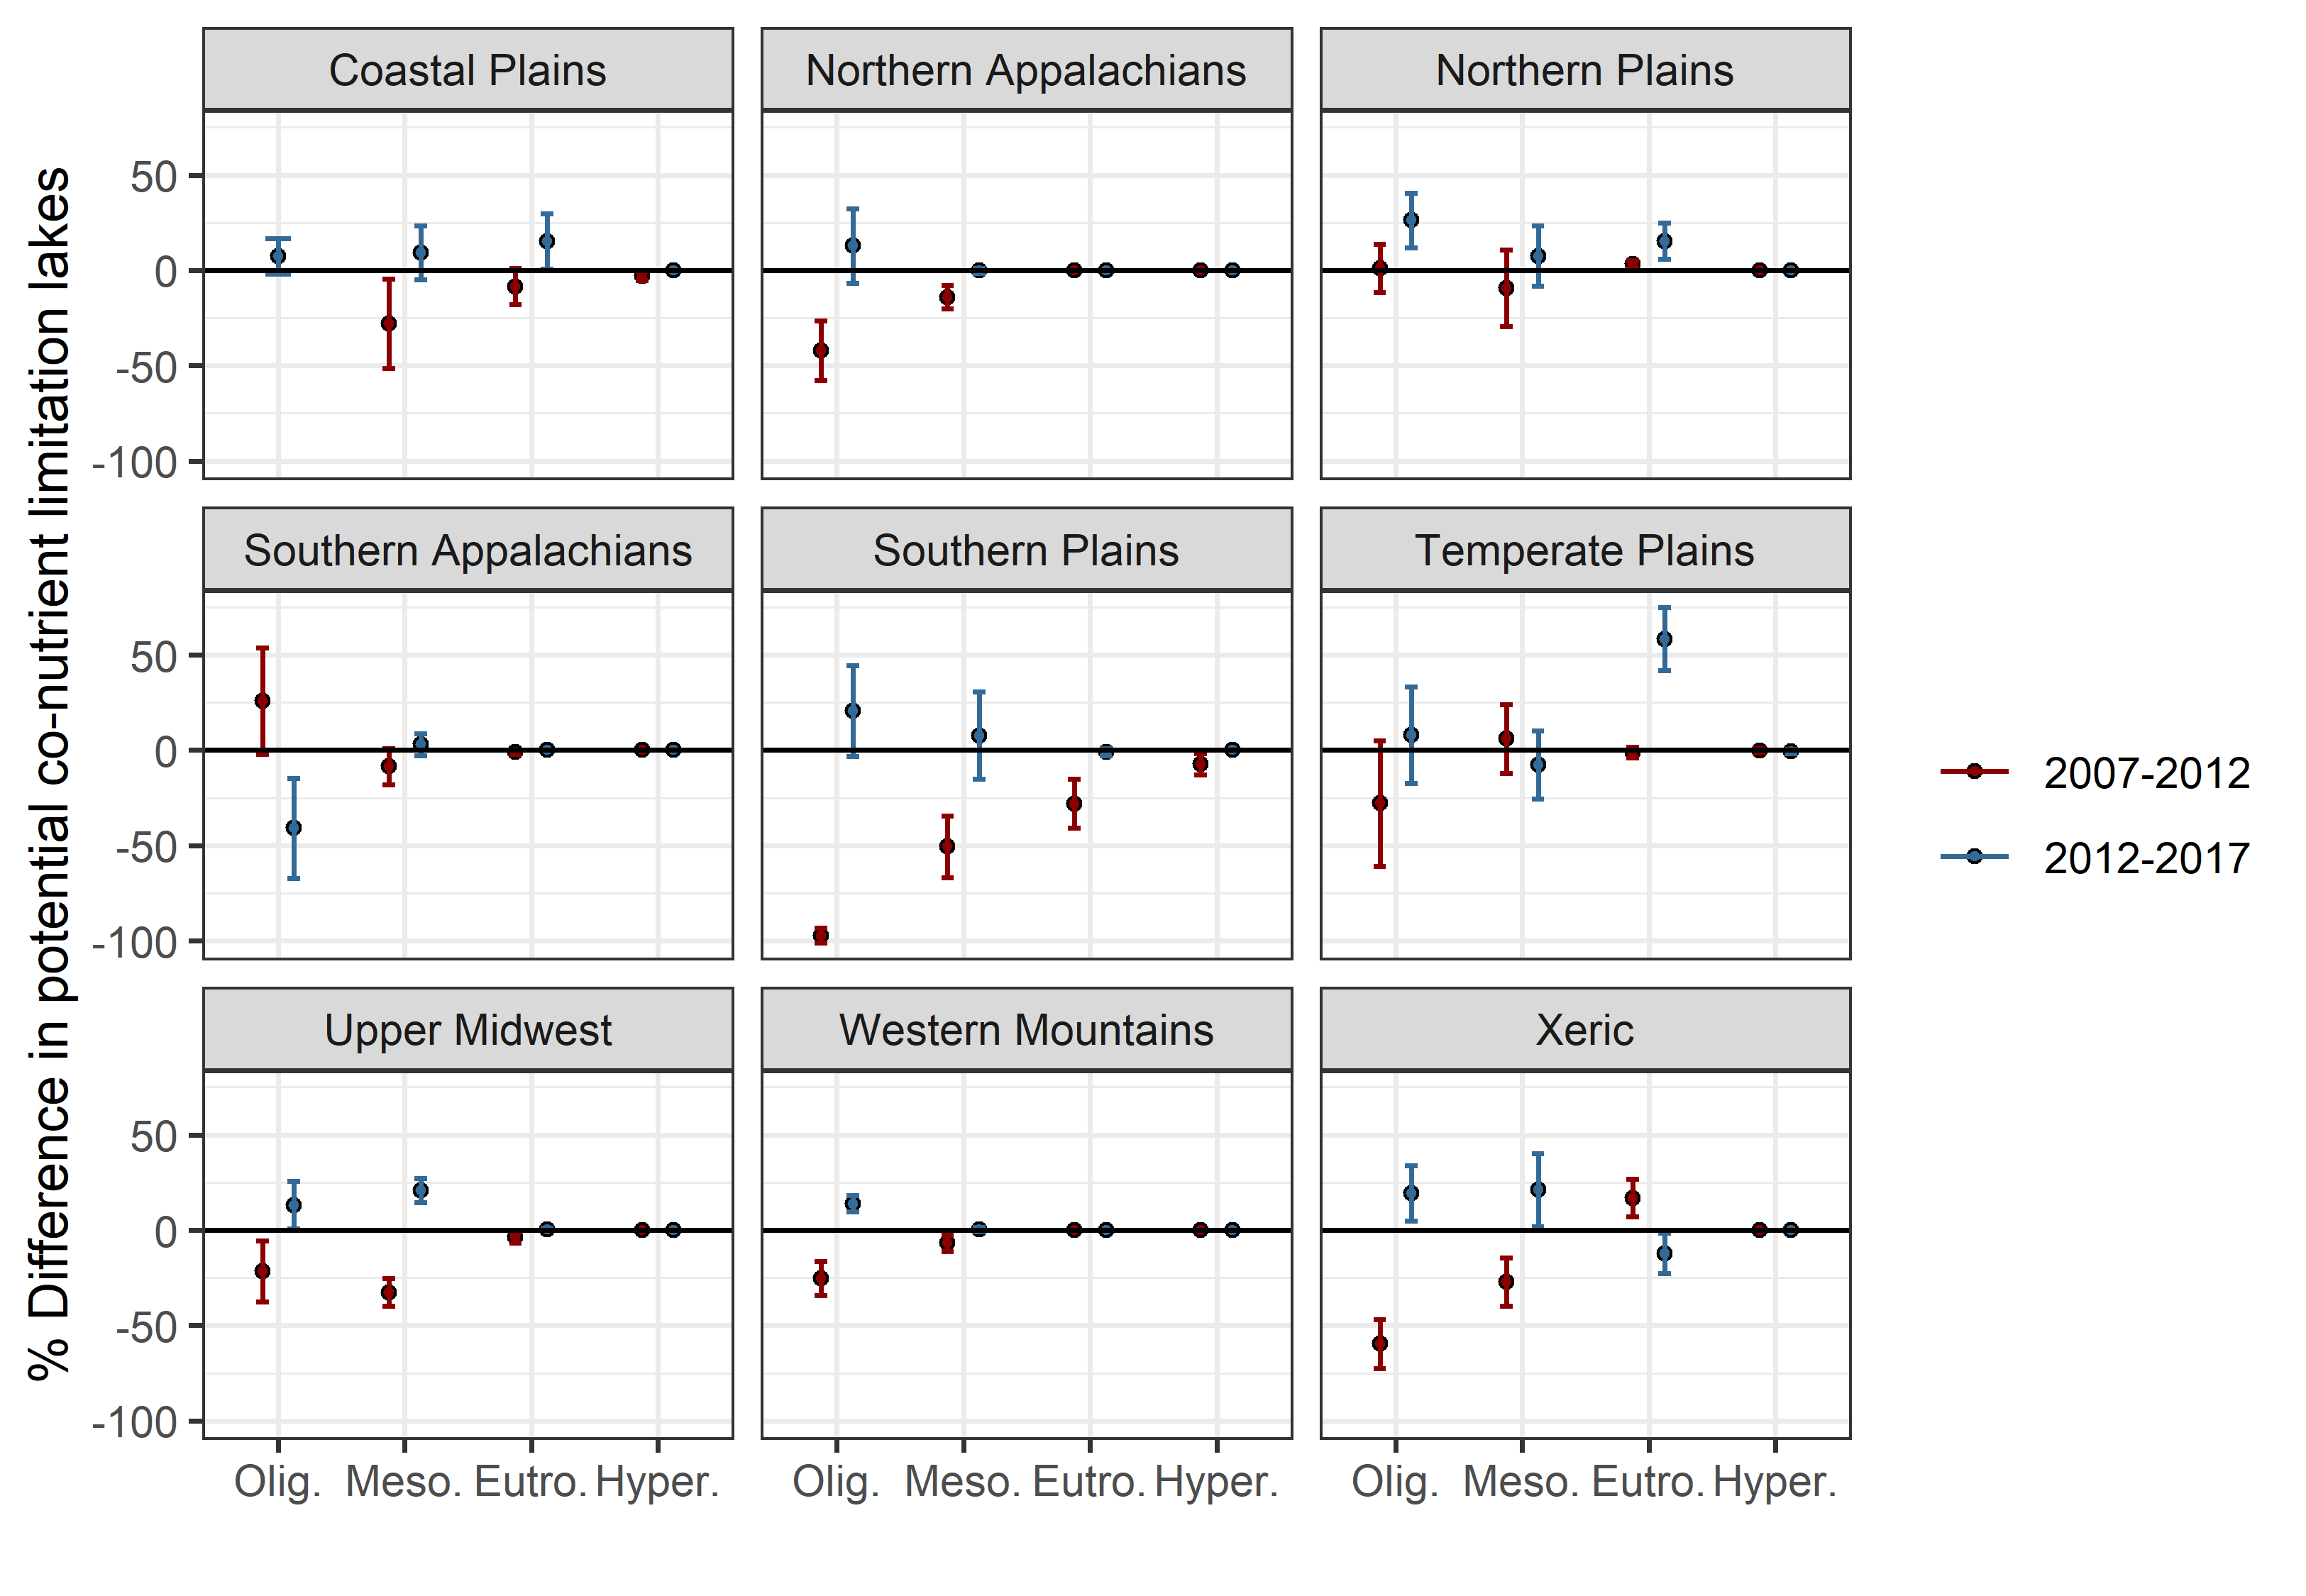 % Difference in potential co-nutrient limitation lakes
Coastal Plains
Northern Appalachians
Northern Plains
50
0
-50
-100
Southern Appalachians
Southern Plains
Temperate Plains
50
0
-50
-100
Upper Midwest
Western Mountains
Xeric
50
0
-50
-100
Olig. Meso. Eutro. Hyper.
Olig. Meso. Eutro. Hyper.
Olig. Meso. Eutro. Hyper.
2007-2012
2012-2017